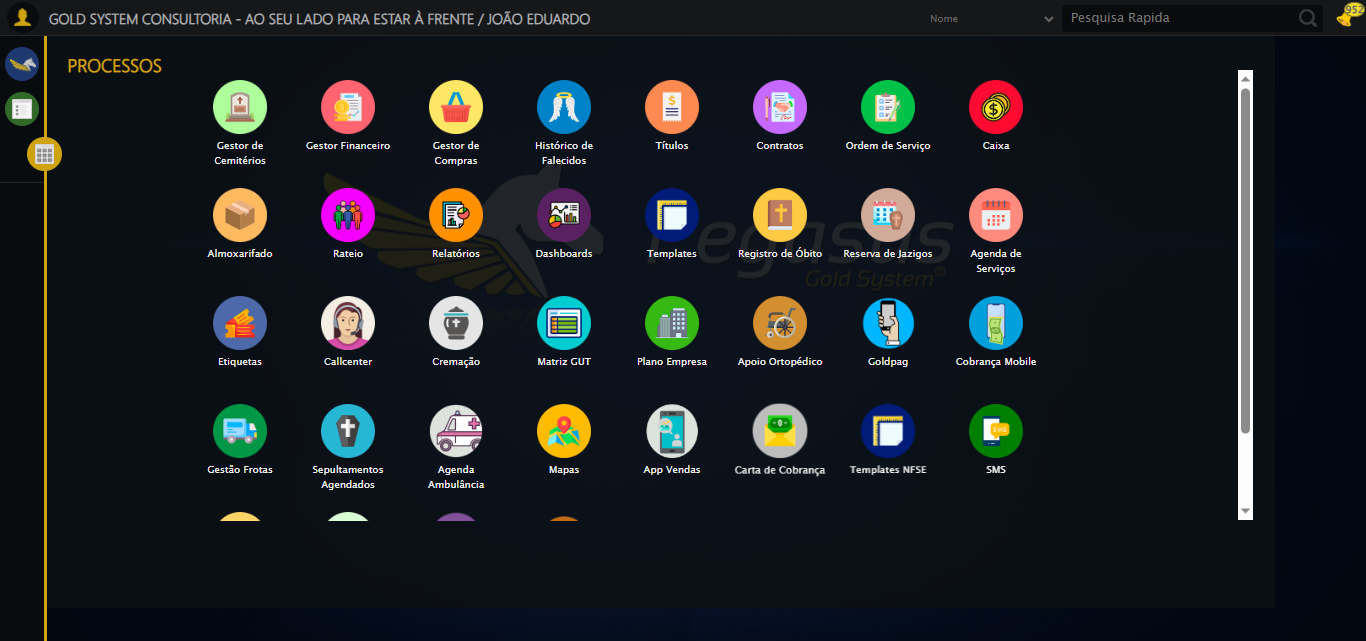 GOLD SYSTEM CONSULTORIA - AO SEU LADO PARA ESTAR À FRENTE / JOÃO EDUARDO
Nome
Pesquisa Rapida
952
PROCESSOS
Gestor de
Cemitérios
Gestor Financeiro
Gestor de
Compras
Histórico de
Falecidos
Títulos
Contratos
Ordem de Serviço
Caixa
Almoxarifado
Rateio
Relatórios
Dashboards
Templates
Registro de Óbito
Reserva de Jazigos
Agenda de
Serviços
Pegasus
Gold System®
Etiquetas
Callcenter
Cremação
Matriz GUT
Plano Empresa
Apoio Ortopédico
Goldpag
Cobrança Mobile
Gestão Frotas
Sepultamentos
Agendados
Agenda
Ambulância
Mapas
App Vendas
Carta de Cobrança
Templates NFSE
SMS
SMS